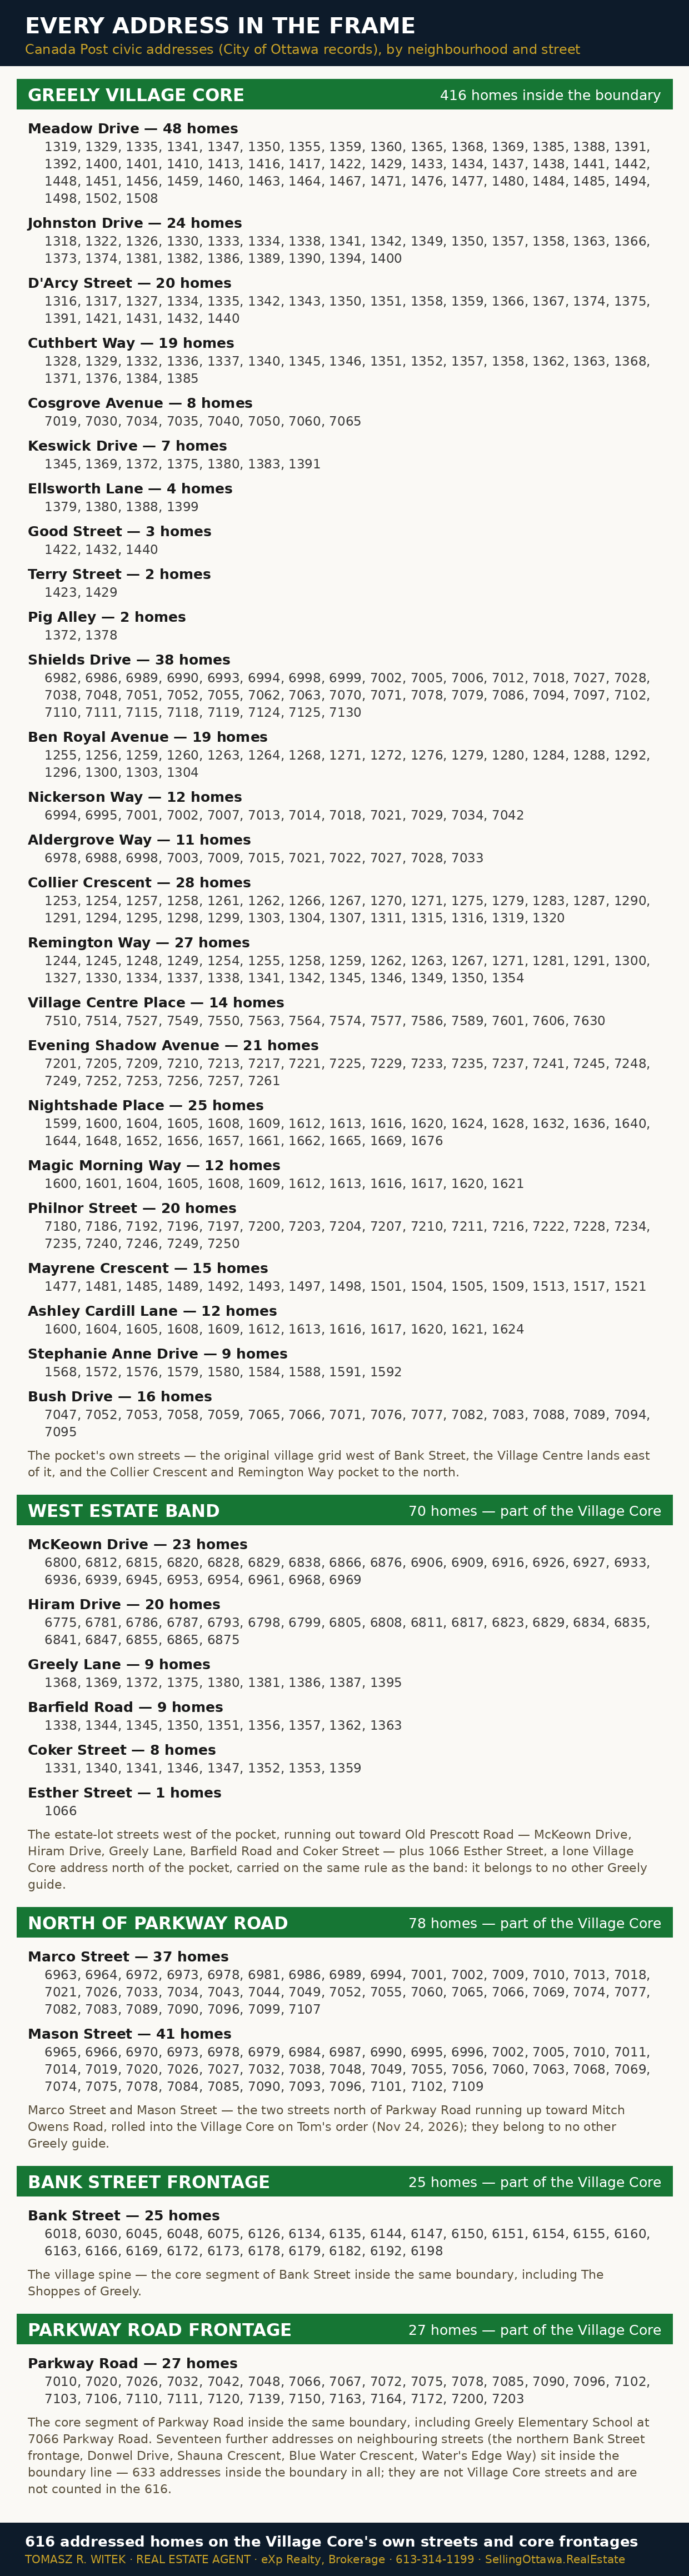 EVERY ADDRESS IN THE FRAME
Canada Post civic addresses (City of Ottawa records), by neighbourhood and street
GREELY VILLAGE CORE 416 homes inside the boundary
Meadow Drive — 48 homes
1319, 1329, 1335, 1341, 1347, 1350, 1355, 1359, 1360, 1365, 1368, 1369, 1385, 1388, 1391,
1392, 1400, 1401, 1410, 1413, 1416, 1417, 1422, 1429, 1433, 1434, 1437, 1438, 1441, 1442,
1448, 1451, 1456, 1459, 1460, 1463, 1464, 1467, 1471, 1476, 1477, 1480, 1484, 1485, 1494,
1498, 1502, 1508
Johnston Drive — 24 homes
1318, 1322, 1326, 1330, 1333, 1334, 1338, 1341, 1342, 1349, 1350, 1357, 1358, 1363, 1366,
1373, 1374, 1381, 1382, 1386, 1389, 1390, 1394, 1400
D'Arcy Street — 20 homes
1316, 1317, 1327, 1334, 1335, 1342, 1343, 1350, 1351, 1358, 1359, 1366, 1367, 1374, 1375,
1391, 1421, 1431, 1432, 1440
Cuthbert Way — 19 homes
1328, 1329, 1332, 1336, 1337, 1340, 1345, 1346, 1351, 1352, 1357, 1358, 1362, 1363, 1368,
1371, 1376, 1384, 1385
Cosgrove Avenue — 8 homes
7019, 7030, 7034, 7035, 7040, 7050, 7060, 7065
Keswick Drive — 7 homes
1345, 1369, 1372, 1375, 1380, 1383, 1391
Ellsworth Lane — 4 homes
1379, 1380, 1388, 1399
Good Street — 3 homes
1422, 1432, 1440
Terry Street — 2 homes
1423, 1429
Pig Alley — 2 homes
1372, 1378
Shields Drive — 38 homes
6982, 6986, 6989, 6990, 6993, 6994, 6998, 6999, 7002, 7005, 7006, 7012, 7018, 7027, 7028,
7038, 7048, 7051, 7052, 7055, 7062, 7063, 7070, 7071, 7078, 7079, 7086, 7094, 7097, 7102,
7110, 7111, 7115, 7118, 7119, 7124, 7125, 7130
Ben Royal Avenue — 19 homes
1255, 1256, 1259, 1260, 1263, 1264, 1268, 1271, 1272, 1276, 1279, 1280, 1284, 1288, 1292,
1296, 1300, 1303, 1304
Nickerson Way — 12 homes
6994, 6995, 7001, 7002, 7007, 7013, 7014, 7018, 7021, 7029, 7034, 7042
Aldergrove Way — 11 homes
6978, 6988, 6998, 7003, 7009, 7015, 7021, 7022, 7027, 7028, 7033
Collier Crescent — 28 homes
1253, 1254, 1257, 1258, 1261, 1262, 1266, 1267, 1270, 1271, 1275, 1279, 1283, 1287, 1290,
1291, 1294, 1295, 1298, 1299, 1303, 1304, 1307, 1311, 1315, 1316, 1319, 1320
Remington Way — 27 homes
1244, 1245, 1248, 1249, 1254, 1255, 1258, 1259, 1262, 1263, 1267, 1271, 1281, 1291, 1300,
1327, 1330, 1334, 1337, 1338, 1341, 1342, 1345, 1346, 1349, 1350, 1354
Village Centre Place — 14 homes
7510, 7514, 7527, 7549, 7550, 7563, 7564, 7574, 7577, 7586, 7589, 7601, 7606, 7630
Evening Shadow Avenue — 21 homes
7201, 7205, 7209, 7210, 7213, 7217, 7221, 7225, 7229, 7233, 7235, 7237, 7241, 7245, 7248,
7249, 7252, 7253, 7256, 7257, 7261
Nightshade Place — 25 homes
1599, 1600, 1604, 1605, 1608, 1609, 1612, 1613, 1616, 1620, 1624, 1628, 1632, 1636, 1640,
1644, 1648, 1652, 1656, 1657, 1661, 1662, 1665, 1669, 1676
Magic Morning Way — 12 homes
1600, 1601, 1604, 1605, 1608, 1609, 1612, 1613, 1616, 1617, 1620, 1621
Philnor Street — 20 homes
7180, 7186, 7192, 7196, 7197, 7200, 7203, 7204, 7207, 7210, 7211, 7216, 7222, 7228, 7234,
7235, 7240, 7246, 7249, 7250
Mayrene Crescent — 15 homes
1477, 1481, 1485, 1489, 1492, 1493, 1497, 1498, 1501, 1504, 1505, 1509, 1513, 1517, 1521
Ashley Cardill Lane — 12 homes
1600, 1604, 1605, 1608, 1609, 1612, 1613, 1616, 1617, 1620, 1621, 1624
Stephanie Anne Drive — 9 homes
1568, 1572, 1576, 1579, 1580, 1584, 1588, 1591, 1592
Bush Drive — 16 homes
7047, 7052, 7053, 7058, 7059, 7065, 7066, 7071, 7076, 7077, 7082, 7083, 7088, 7089, 7094,
7095
The pocket's own streets — the original village grid west of Bank Street, the Village Centre lands east
of it, and the Collier Crescent and Remington Way pocket to the north.
WEST ESTATE BAND 70 homes — part of the Village Core
McKeown Drive — 23 homes
6800, 6812, 6815, 6820, 6828, 6829, 6838, 6866, 6876, 6906, 6909, 6916, 6926, 6927, 6933,
6936, 6939, 6945, 6953, 6954, 6961, 6968, 6969
Hiram Drive — 20 homes
6775, 6781, 6786, 6787, 6793, 6798, 6799, 6805, 6808, 6811, 6817, 6823, 6829, 6834, 6835,
6841, 6847, 6855, 6865, 6875
Greely Lane — 9 homes
1368, 1369, 1372, 1375, 1380, 1381, 1386, 1387, 1395
Barfield Road — 9 homes
1338, 1344, 1345, 1350, 1351, 1356, 1357, 1362, 1363
Coker Street — 8 homes
1331, 1340, 1341, 1346, 1347, 1352, 1353, 1359
Esther Street — 1 homes
1066
The estate-lot streets west of the pocket, running out toward Old Prescott Road — McKeown Drive,
Hiram Drive, Greely Lane, Barfield Road and Coker Street — plus 1066 Esther Street, a lone Village
Core address north of the pocket, carried on the same rule as the band: it belongs to no other Greely
guide.
NORTH OF PARKWAY ROAD 78 homes — part of the Village Core
Marco Street — 37 homes
6963, 6964, 6972, 6973, 6978, 6981, 6986, 6989, 6994, 7001, 7002, 7009, 7010, 7013, 7018,
7021, 7026, 7033, 7034, 7043, 7044, 7049, 7052, 7055, 7060, 7065, 7066, 7069, 7074, 7077,
7082, 7083, 7089, 7090, 7096, 7099, 7107
Mason Street — 41 homes
6965, 6966, 6970, 6973, 6978, 6979, 6984, 6987, 6990, 6995, 6996, 7002, 7005, 7010, 7011,
7014, 7019, 7020, 7026, 7027, 7032, 7038, 7048, 7049, 7055, 7056, 7060, 7063, 7068, 7069,
7074, 7075, 7078, 7084, 7085, 7090, 7093, 7096, 7101, 7102, 7109
Marco Street and Mason Street — the two streets north of Parkway Road running up toward Mitch
Owens Road, rolled into the Village Core on Tom's order (Nov 24, 2026); they belong to no other
Greely guide.
BANK STREET FRONTAGE 25 homes — part of the Village Core
Bank Street — 25 homes
6018, 6030, 6045, 6048, 6075, 6126, 6134, 6135, 6144, 6147, 6150, 6151, 6154, 6155, 6160,
6163, 6166, 6169, 6172, 6173, 6178, 6179, 6182, 6192, 6198
The village spine — the core segment of Bank Street inside the same boundary, including The
Shoppes of Greely.
PARKWAY ROAD FRONTAGE 27 homes — part of the Village Core
Parkway Road — 27 homes
7010, 7020, 7026, 7032, 7042, 7048, 7066, 7067, 7072, 7075, 7078, 7085, 7090, 7096, 7102,
7103, 7106, 7110, 7111, 7120, 7139, 7150, 7163, 7164, 7172, 7200, 7203
The core segment of Parkway Road inside the same boundary, including Greely Elementary School at
7066 Parkway Road. Seventeen further addresses on neighbouring streets (the northern Bank Street
frontage, Donwel Drive, Shauna Crescent, Blue Water Crescent, Water's Edge Way) sit inside the
boundary line — 633 addresses inside the boundary in all; they are not Village Core streets and are
not counted in the 616.
616 addressed homes on the Village Core's own streets and core frontages
TOMASZ R. WITEK · REAL ESTATE AGENT · eXp Realty, Brokerage · 613-314-1199 · SellingOttawa.RealEstate